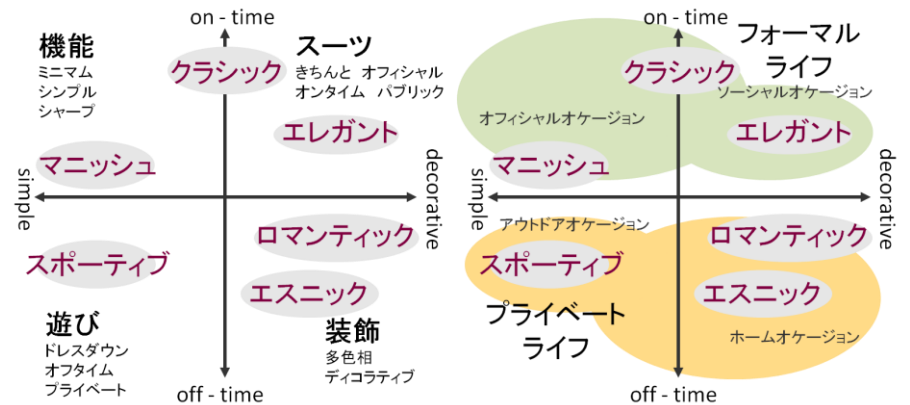 on - time
機能
ミニマム
シンプル
シャープ
スーツ
きちんと オフィシャル
オンタイム パブリック
クラシック
エレガント
マニッシュ
simple
decorative
ロマンティック
スポーティブ
エスニック
遊び
ドレスダウン
オフタイム
プライベート
装飾
多色相
ディコラティブ
off - time
on - time
フォーマル
ライフ
クラシック
ソーシャルオケージョン
オフィシャルオケージョン
エレガント
マニッシュ
simple
decorative
アウトドアオケージョン
ロマンティック
スポーティブ
エスニック
プライベート
ライフ
ホームオケージョン
off - time